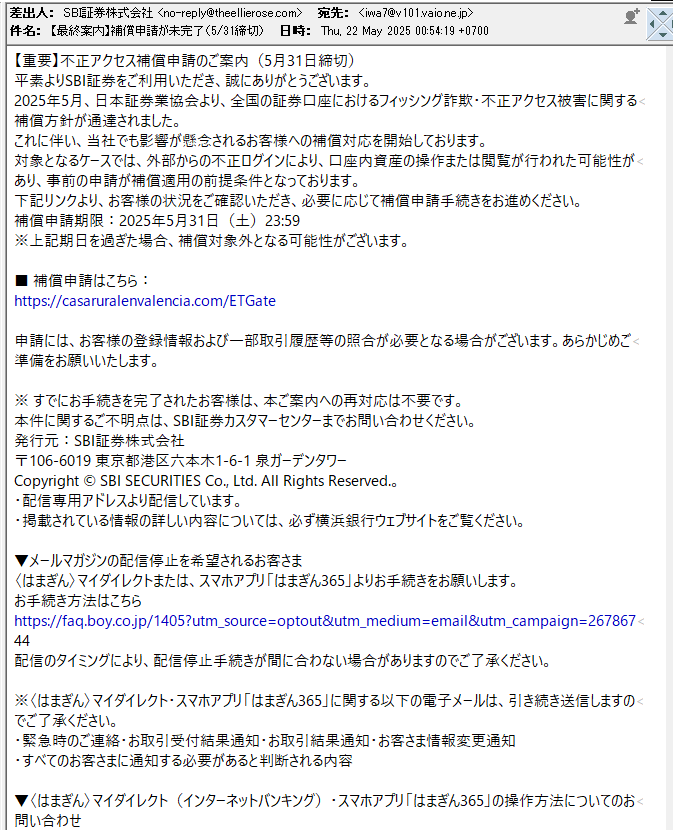 差出人： SBI証券株式会社 <no-reply@theellierose.com>　宛先： <iwa7@v101.vaio.ne.jp>
件名： 【最終案内】補償申請が未完了（5/31締切）　日時： Thu, 22 May 2025 00:54:19 +0700
【重要】不正アクセス補償申請のご案内（5月31日締切）
平素よりSBI証券をご利用いただき、誠にありがとうございます。
2025年5月、日本証券業協会より、全国の証券口座におけるフィッシング詐欺・不正アクセス被害に関する
補償方針が通達されました。
これに伴い、当社でも影響が懸念されるお客様への補償対応を開始しております。
対象となるケースでは、外部からの不正ログインにより、口座内資産の操作または閲覧が行われた可能性が
あり、事前の申請が補償適用の前提条件となっております。
下記リンクより、お客様の状況をご確認いただき、必要に応じて補償申請手続きをお進めください。
補償申請期限：2025年5月31日（土）23:59
※上記期日を過ぎた場合、補償対象外となる可能性がございます。
■ 補償申請はこちら：
https://casaruralenvalencia.com/ETGate
申請には、お客様の登録情報および一部取引履歴等の照合が必要となる場合がございます。あらかじめご
準備をお願いいたします。
※ すでにお手続きを完了されたお客様は、本ご案内への再対応は不要です。
本件に関するご不明点は、SBI証券カスタマーセンターまでお問い合わせください。
発行元：SBI証券株式会社
〒106-6019 東京都港区六本木1-6-1 泉ガーデンタワー
Copyright © SBI SECURITIES Co., Ltd. All Rights Reserved.。
・配信専用アドレスより配信しています。
・掲載されている情報の詳しい内容については、必ず横浜銀行ウェブサイトをご覧ください。
▼メールマガジンの配信停止を希望されるお客さま
〈はまぎん〉マイダイレクトまたは、スマホアプリ「はまぎん365」よりお手続きをお願いします。
お手続き方法はこちら
https://faq.boy.co.jp/1405?utm_source=optout&utm_medium=email&utm_campaign=267867
44
配信のタイミングにより、配信停止手続きが間に合わない場合がありますのでご了承ください。
※〈はまぎん〉マイダイレクト・スマホアプリ「はまぎん365」に関する以下の電子メールは、引き続き送信しますの
でご了承ください。
・緊急時のご連絡・お取引受付結果通知・お取引結果通知・お客さま情報変更通知
・すべてのお客さまに通知する必要があると判断される内容
▼〈はまぎん〉マイダイレクト（インターネットバンキング）・スマホアプリ「はまぎん365」の操作方法についてのお
問い合わせ